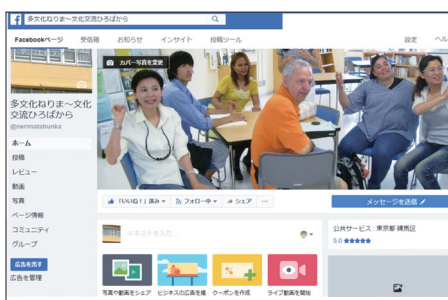 多文化ねりま～文化交流ひろばから
Facebookページ 受信箱 お知らせ インサイト 投稿ツール 設定 ヘル
カバー写真を変更
多文化ねりま～文化
交流ひろばから
@nerimatabunka
ホーム
投稿
レビュー
動画
写真
ページ情報
コミュニティ
グループ
広告を出す
広告を管理
「いいね！」済み フォロー中 シェア …
メッセージを送信
テキストを入力...
写真や動画をシェア ビジネスの広告を掲 クーポンを作成 ライブ動画を開始
公共サービス: 東京都 練馬区
5.0 ★★★★★